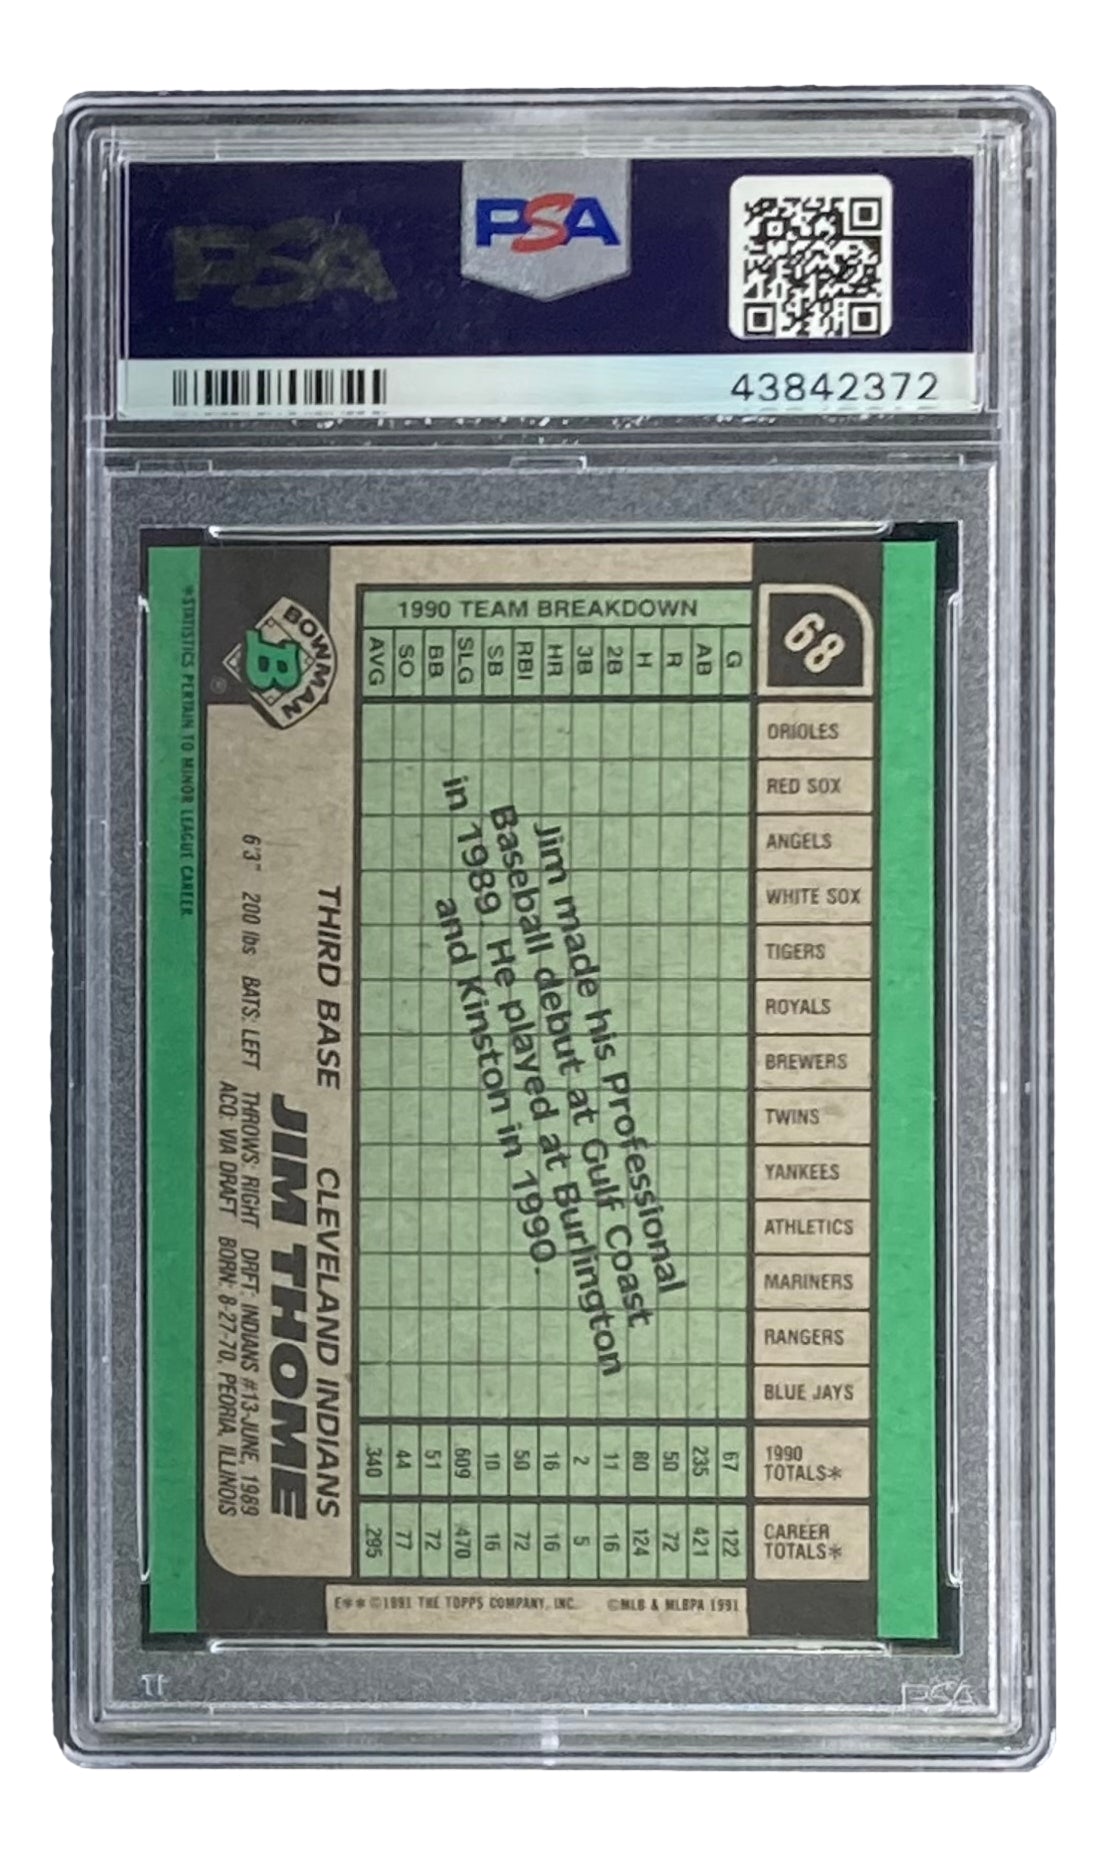 PSA
PSA
43842372
68
ORIOLES
RED SOX
ANGELS
WHITE SOX
TIGERS
ROYALS
BREWERS
TWINS
YANKEES
ATHLETICS
MARINERS
RANGERS
BLUE JAYS
1990 TOTALS*
CAREER TOTALS*
1990 TEAM BREAKDOWN
G AB R H 2B 3B HR RBI SB SLG BB SO AVG
67 235 50 80 11 2 16 50 10 .609 51 44 .340
122 421 72 124 16 5 16 72 16 .470 72 77 .295
Jim made his Professional
Baseball debut at Gulf Coast
in 1989. He played at Burlington
and Kinston in 1990.
BOWMAN
B
THIRD BASE CLEVELAND INDIANS
JIM THOME
6'3" 200 lbs BATS: LEFT THROWS: RIGHT DRFT: INDIANS #13-JUNE, 1989
ACQ: VIA DRAFT BORN: 8-27-70, PEORIA, ILLINOIS
*STATISTICS PERTAIN TO MINOR LEAGUE CAREER
E** ©1991 THE TOPPS COMPANY, INC. ©MLB & MLBPA 1991
PSA